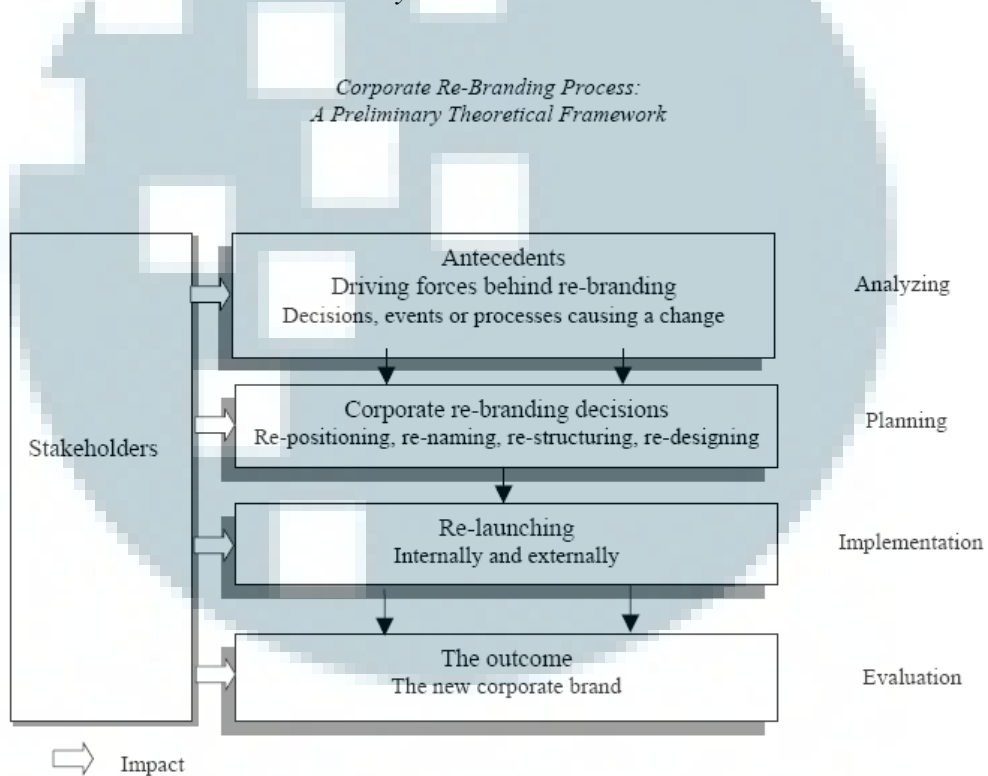 Corporate Re-Branding Process:
A Preliminary Theoretical Framework
Antecedents
Driving forces behind re-branding
Decisions, events or processes causing a change
Analyzing
Corporate re-branding decisions
Re-positioning, re-naming, re-structuring, re-designing
Planning
Stakeholders
Re-launching
Internally and externally
Implementation
The outcome
The new corporate brand
Evaluation
Impact